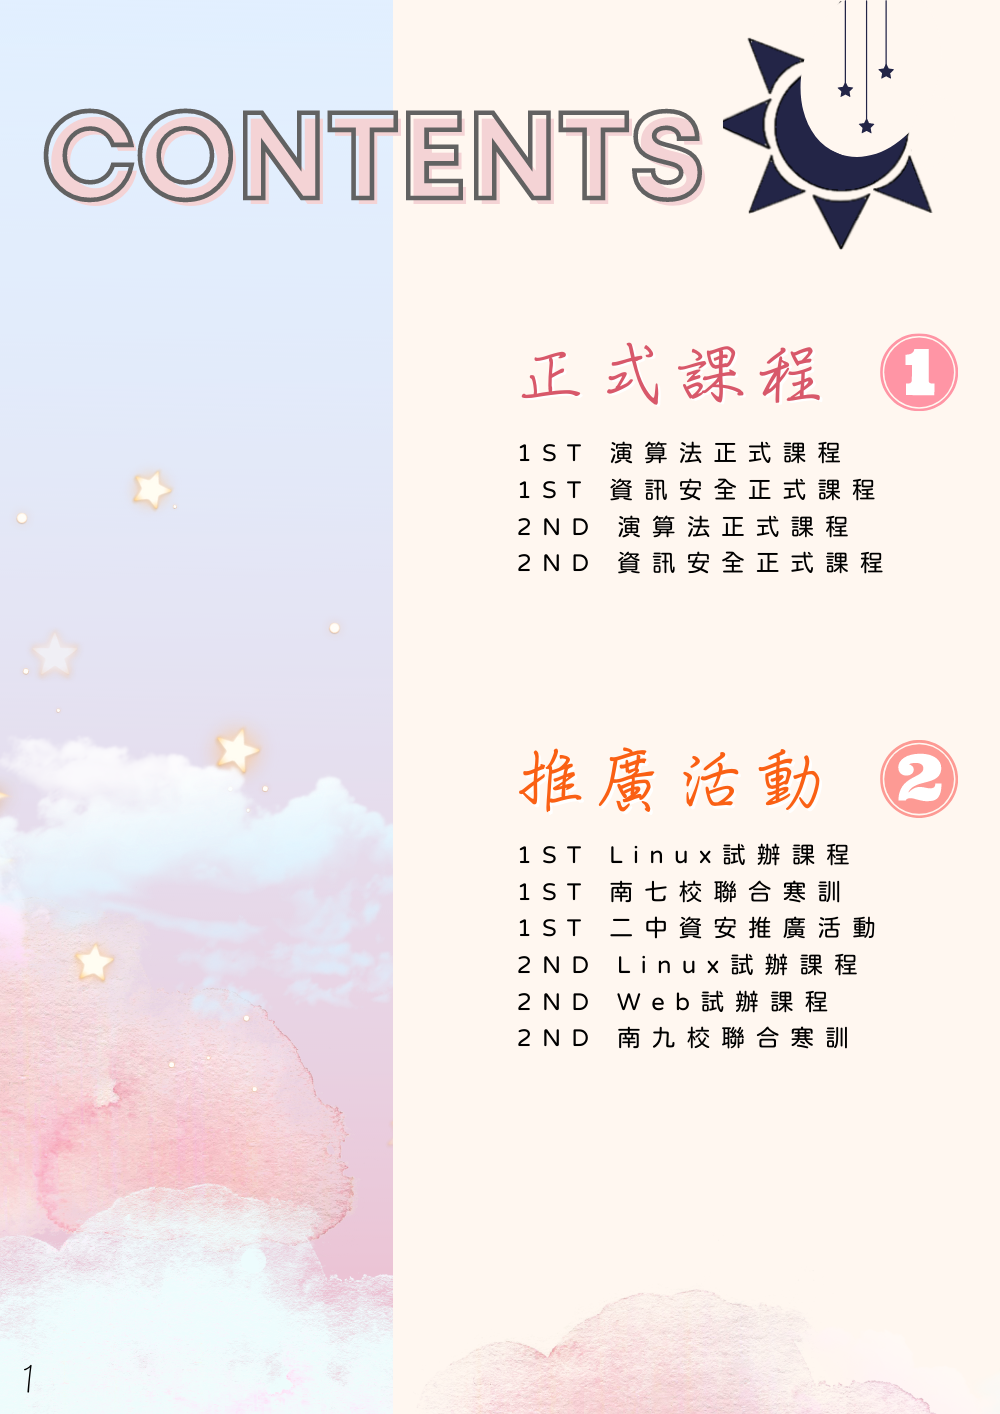 CONTENTS
正式課程 1
1ST 演算法正式課程
1ST 資訊安全正式課程
2ND 演算法正式課程
2ND 資訊安全正式課程
推廣活動 2
1ST Linux試辦課程
1ST 南七校聯合寒訓
1ST 二中資安推廣活動
2ND Linux試辦課程
2ND Web試辦課程
2ND 南九校聯合寒訓
1